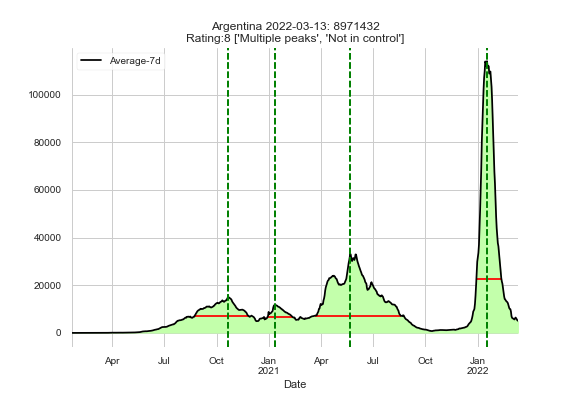 Argentina 2022-03-13: 8971432
Rating:8 ['Multiple peaks', 'Not in control']
Average-7d
100000
80000
60000
40000
20000
0
Apr Jul Oct Jan Apr Jul Oct Jan
2021 2022
Date